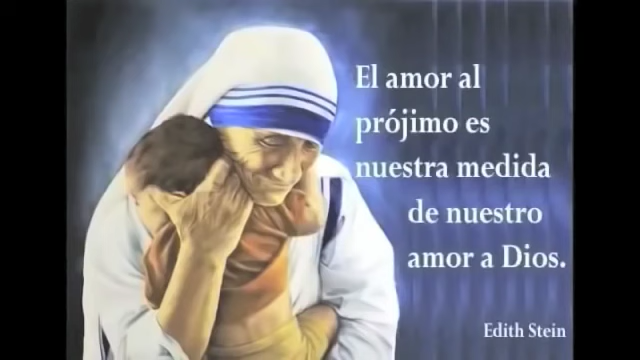 El amor al
prójimo es
nuestra medida
de nuestro
amor a Dios.
Edith Stein